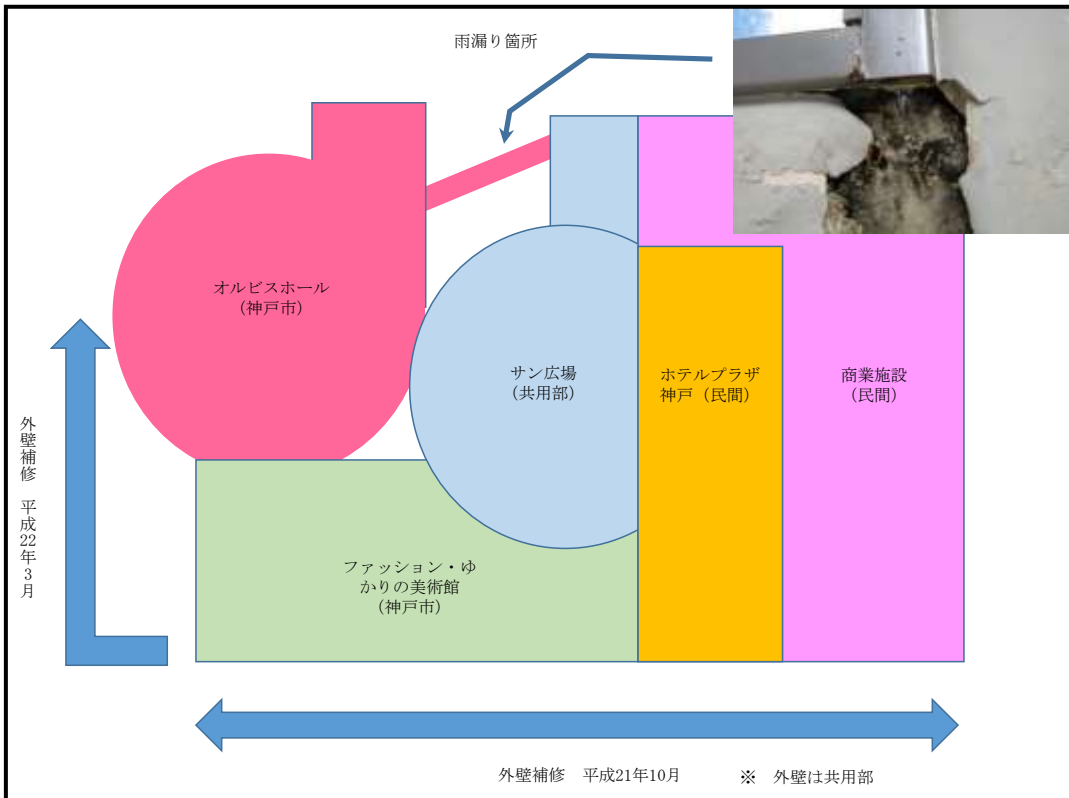 雨漏り箇所
オルビスホール
（神戸市）
サン広場
（共用部）
ホテルプラザ
神戸（民間）
商業施設
（民間）
外壁補修　平成22年3月
ファッション・ゆ
かりの美術館
（神戸市）
外壁補修　平成21年10月　　※　外壁は共用部